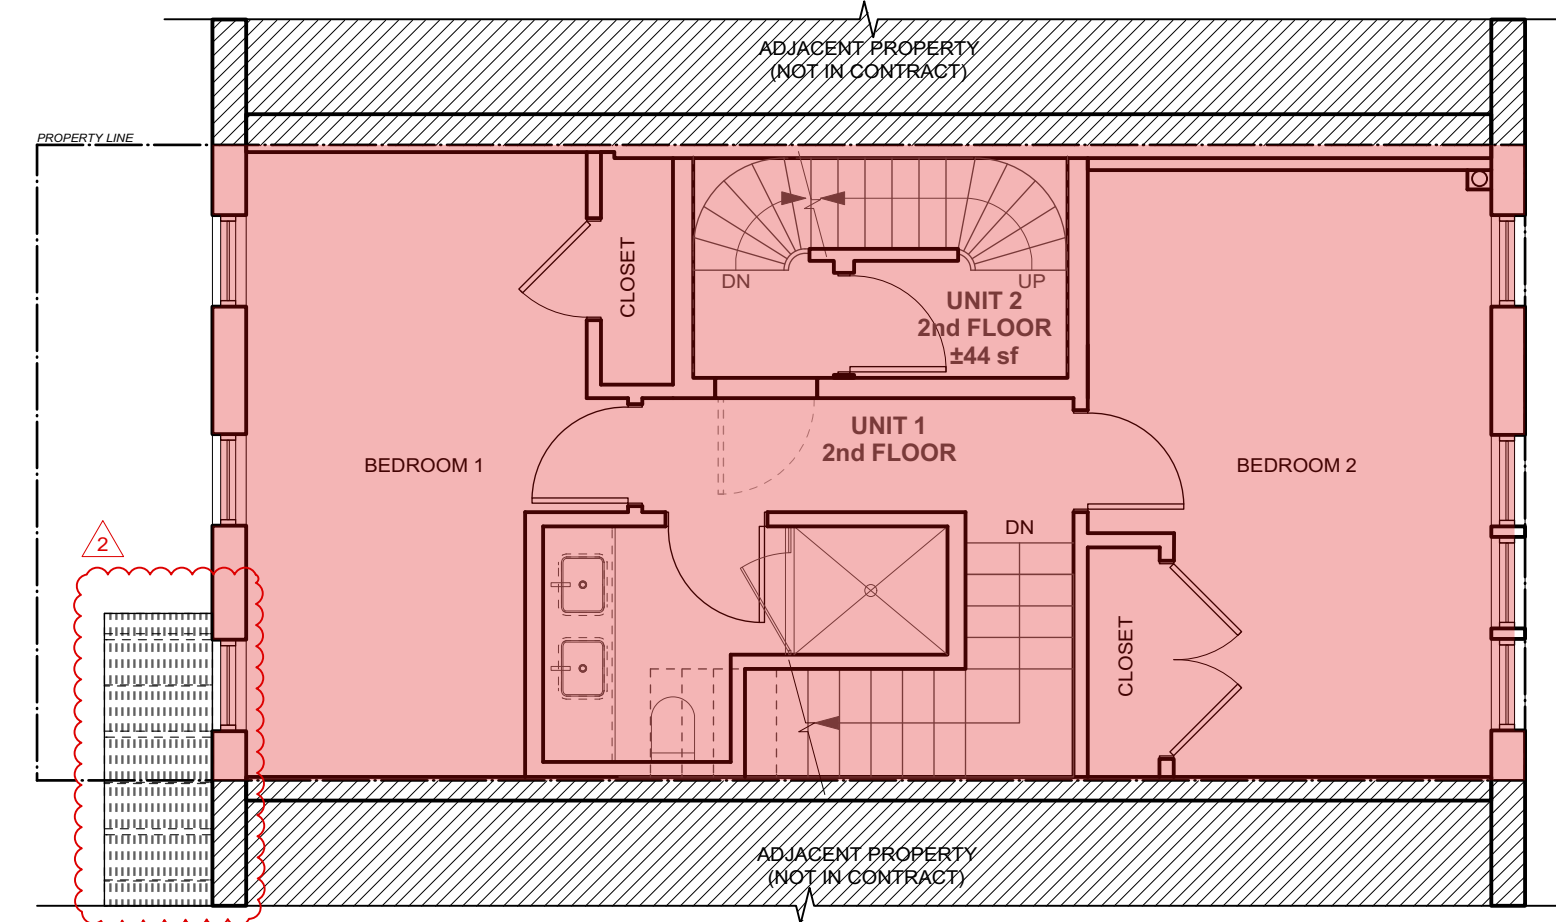 ADJACENT PROPERTY
(NOT IN CONTRACT)
PROPERTY LINE
CLOSET
DN
UP
UNIT 2
2nd FLOOR
±44 sf
UNIT 1
2nd FLOOR
BEDROOM 1
BEDROOM 2
2
DN
CLOSET
ADJACENT PROPERTY
(NOT IN CONTRACT)